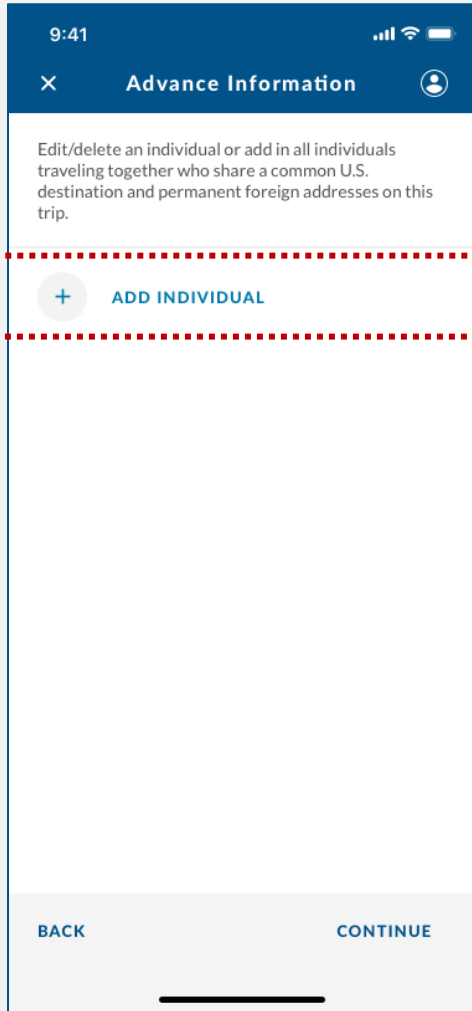 9:41
Advance Information
Edit/delete an individual or add in all individuals
traveling together who share a common U.S.
destination and permanent foreign addresses on this
trip.
+ ADD INDIVIDUAL
BACK CONTINUE